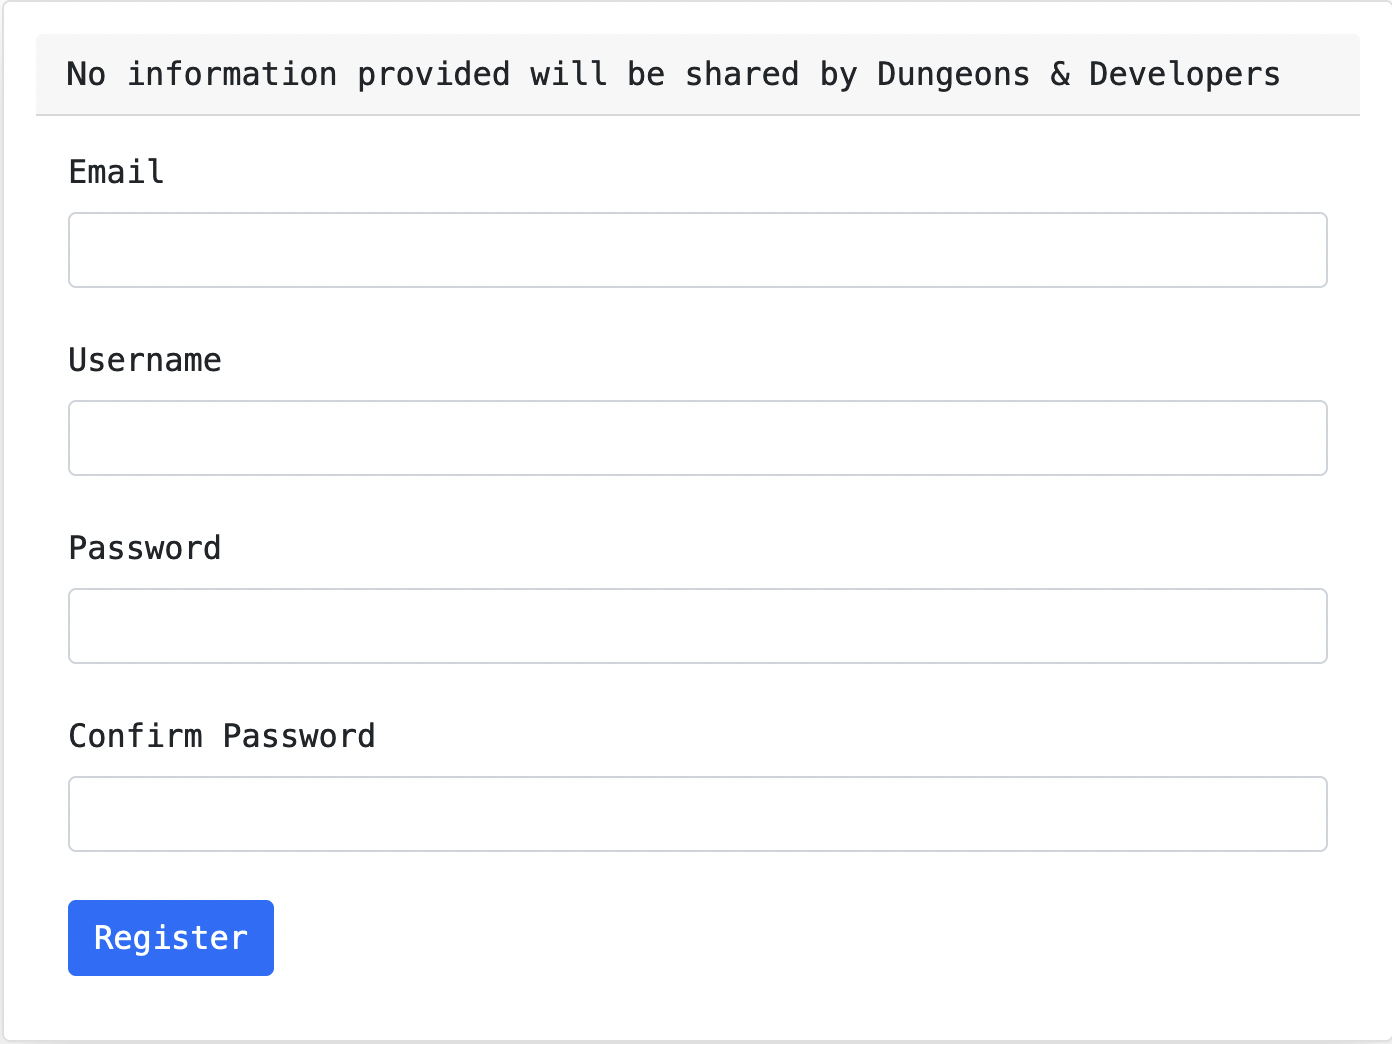 No information provided will be shared by Dungeons & Developers
Email
Username
Password
Confirm Password
Register